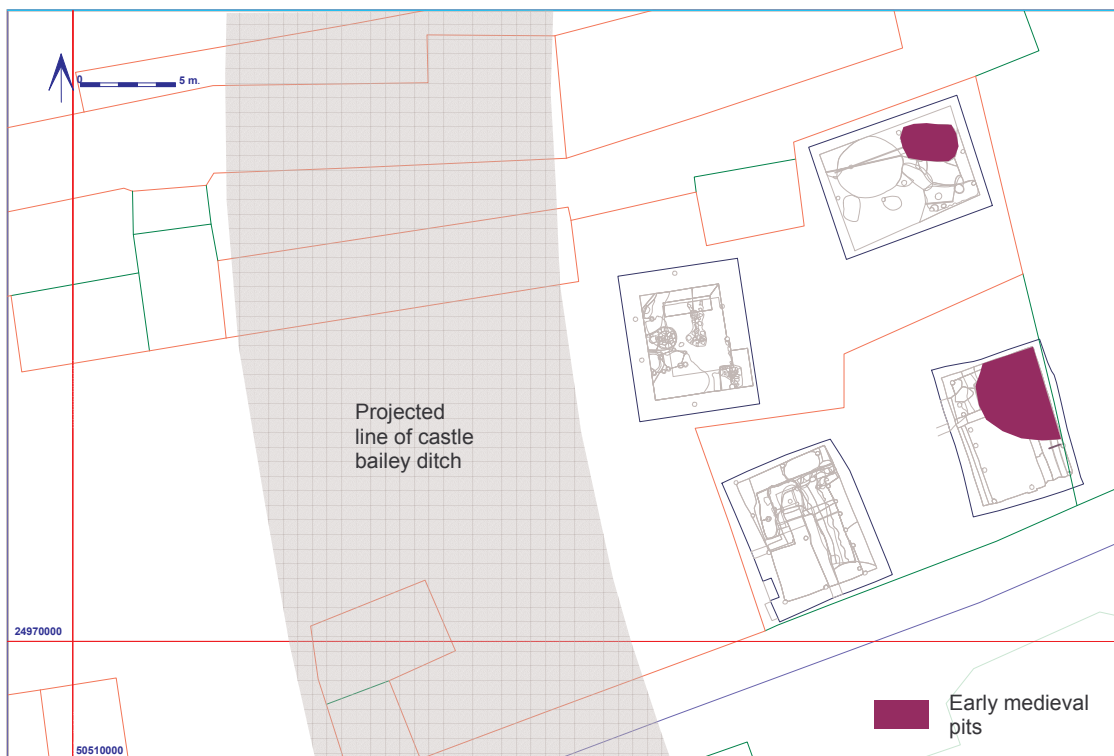 0 5 m.
Projected
line of castle
bailey ditch
24970000
Early medieval
pits
50510000